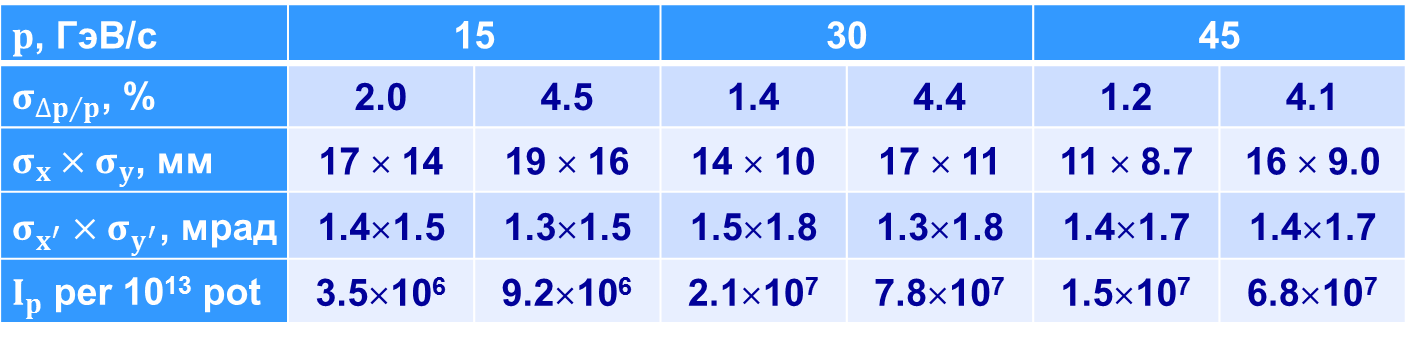 p, ГэВ/с 15 30 45
σΔp/p, % 2.0 4.5 1.4 4.4 1.2 4.1
σx × σy, мм 17 × 14 19 × 16 14 × 10 17 × 11 11 × 8.7 16 × 9.0
σx′ × σy′, мрад 1.4×1.5 1.3×1.5 1.5×1.8 1.3×1.8 1.4×1.7 1.4×1.7
Ip per 10¹³ pot 3.5×10⁶ 9.2×10⁶ 2.1×10⁷ 7.8×10⁷ 1.5×10⁷ 6.8×10⁷